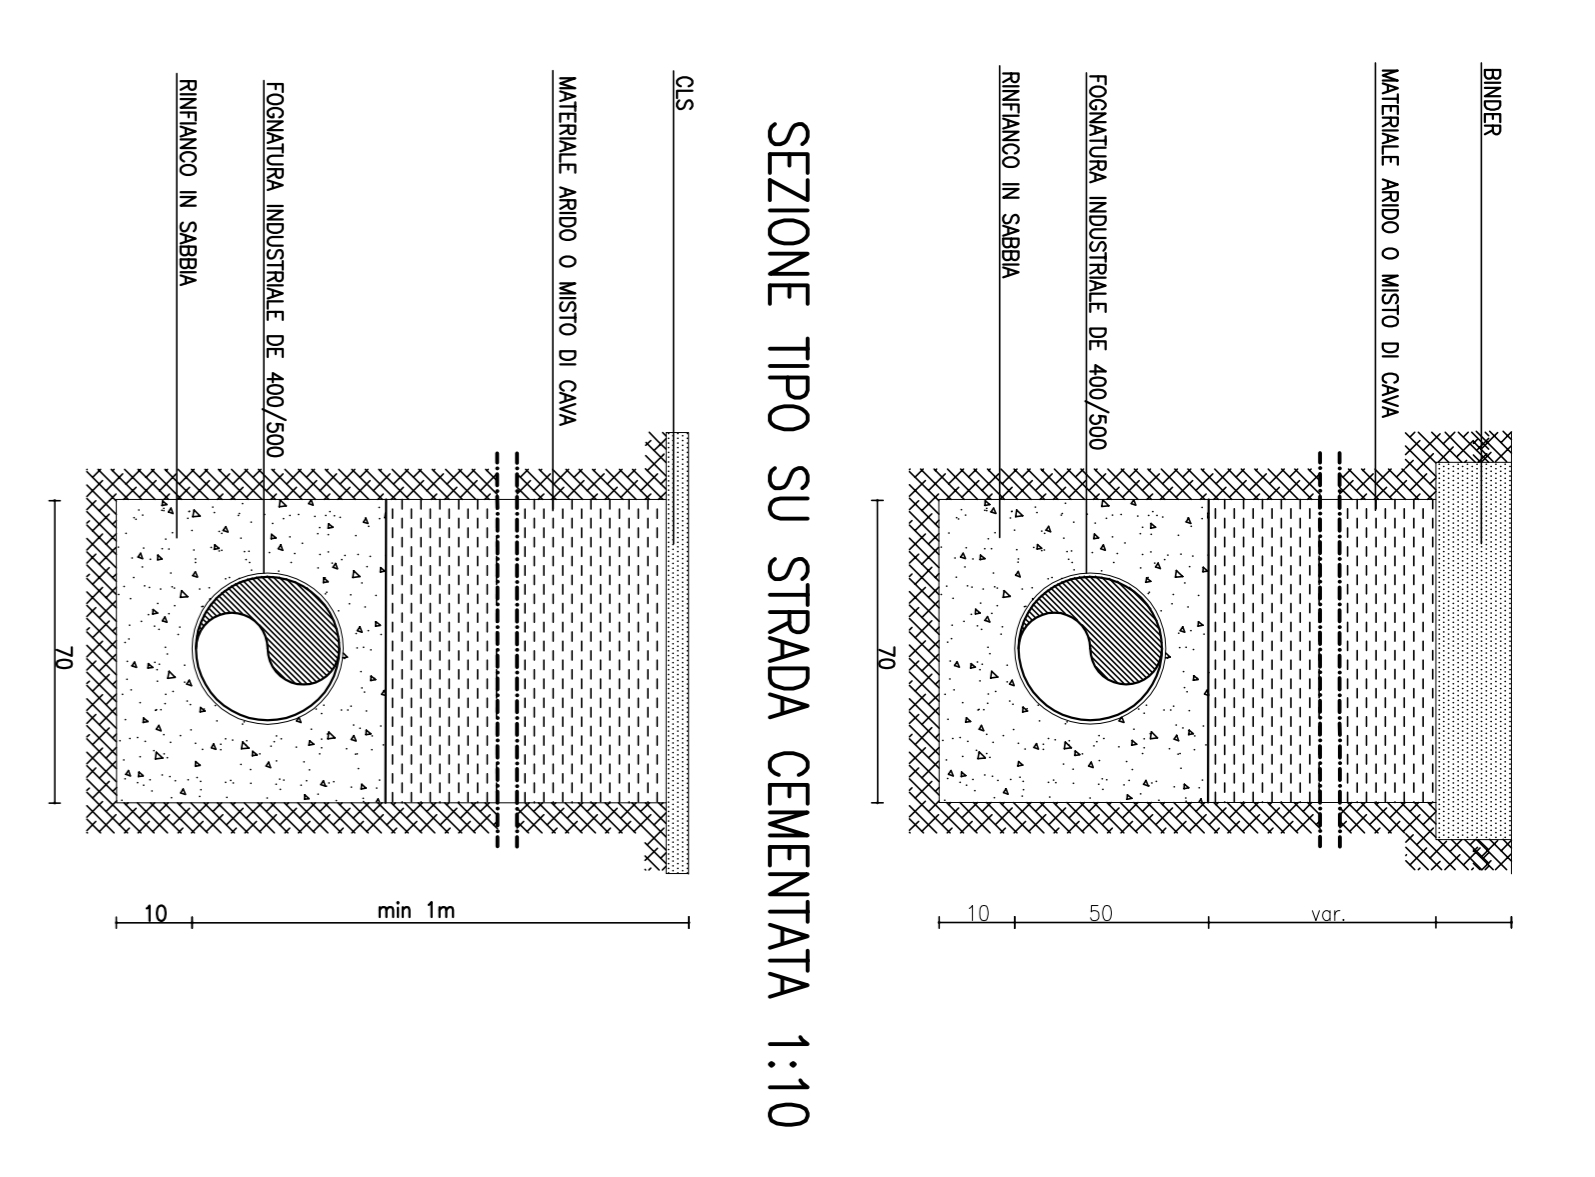 BINDER
MATERIALE ARIDO O MISTO DI CAVA
FOGNATURA INDUSTRIALE DE 400/500
RINFIANCO IN SABBIA
var.
50
10
70
SEZIONE TIPO SU STRADA CEMENTATA 1:10
CLS
MATERIALE ARIDO O MISTO DI CAVA
FOGNATURA INDUSTRIALE DE 400/500
RINFIANCO IN SABBIA
min 1m
10
70